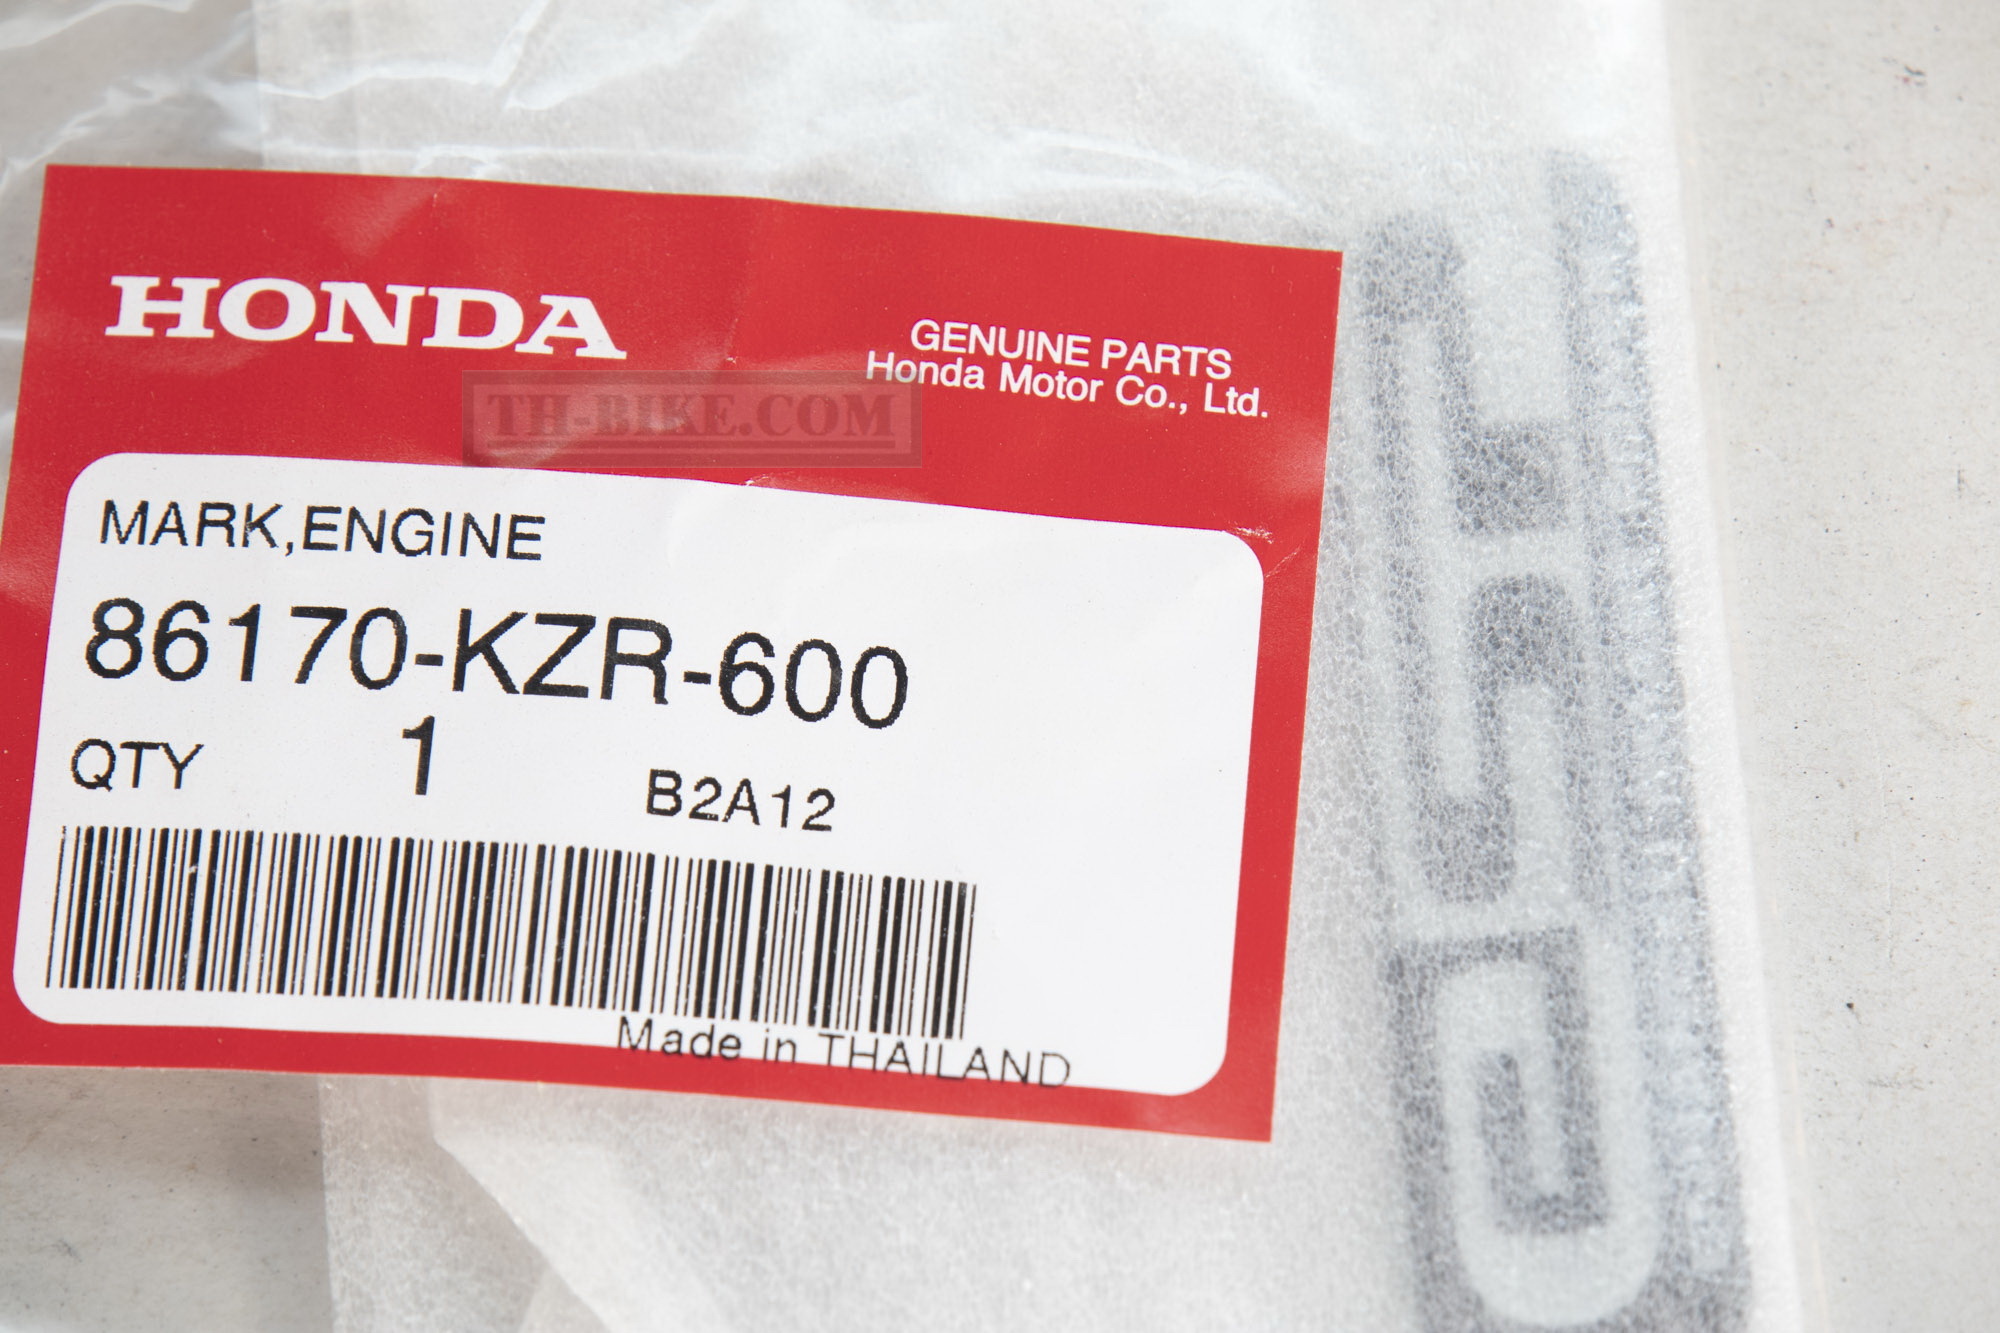 HONDA
GENUINE PARTS
Honda Motor Co., Ltd.
TH-BIKE.COM
MARK,ENGINE
86170-KZR-600
QTY 1 B2A12
Made in THAILAND